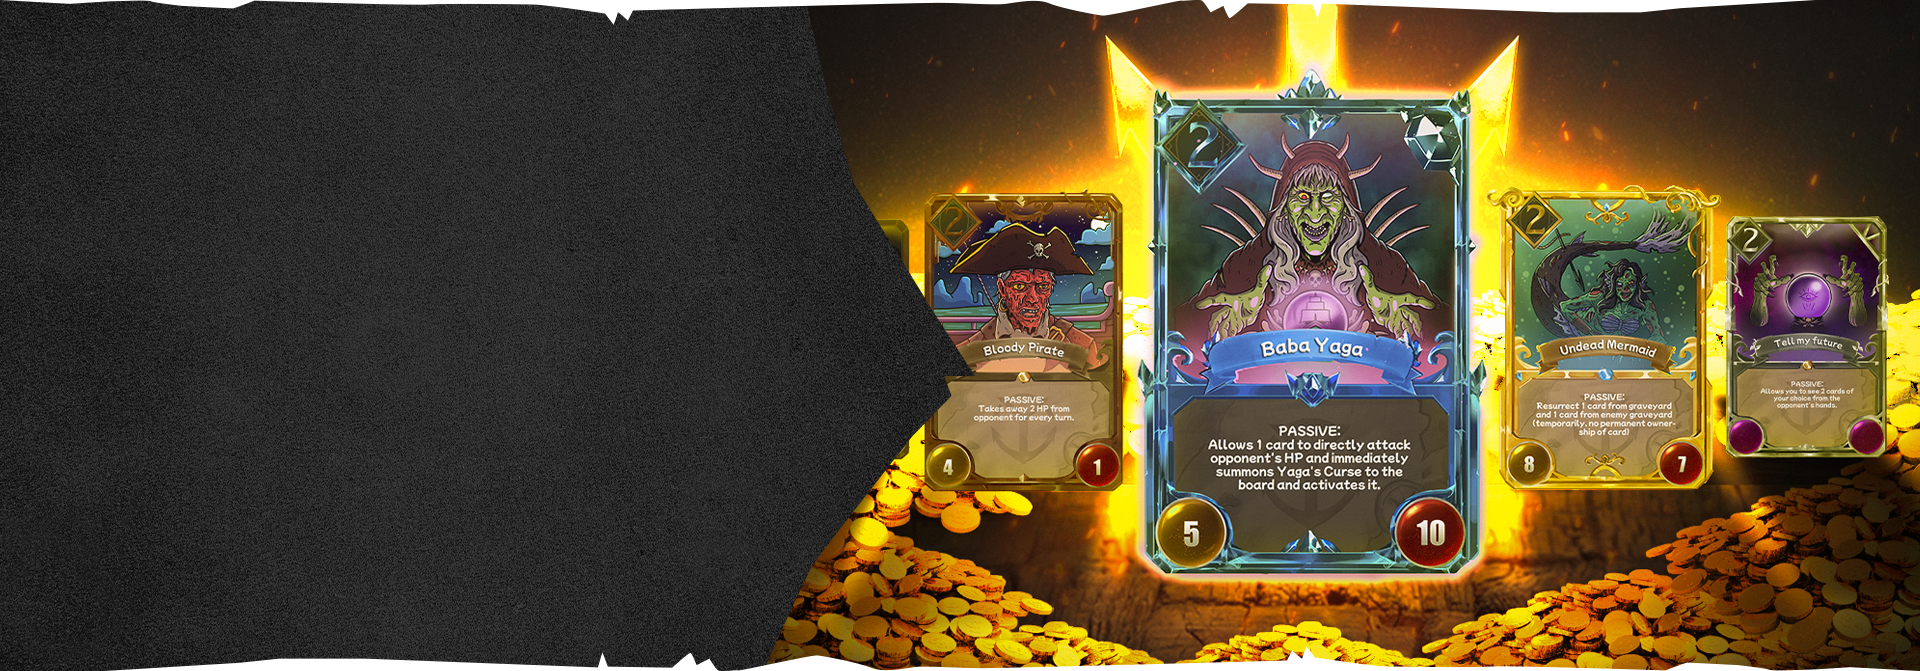 2
Bloody Pirate
PASSIVE:
Takes away 2 HP from
opponent for every turn.
4
1
2
Baba Yaga
PASSIVE:
Allows 1 card to directly attack
opponent's HP and immediately
summons Yaga's Curse to the
board and activates it.
5
10
2
Undead Mermaid
PASSIVE:
Resurrect 1 card from graveyard
and 1 card from enemy graveyard
(temporarily, no permanent owner-
ship of card)
8
7
2
Tell my future
PASSIVE:
Allows you to see 2 cards of
your choice from the
opponent's hands.